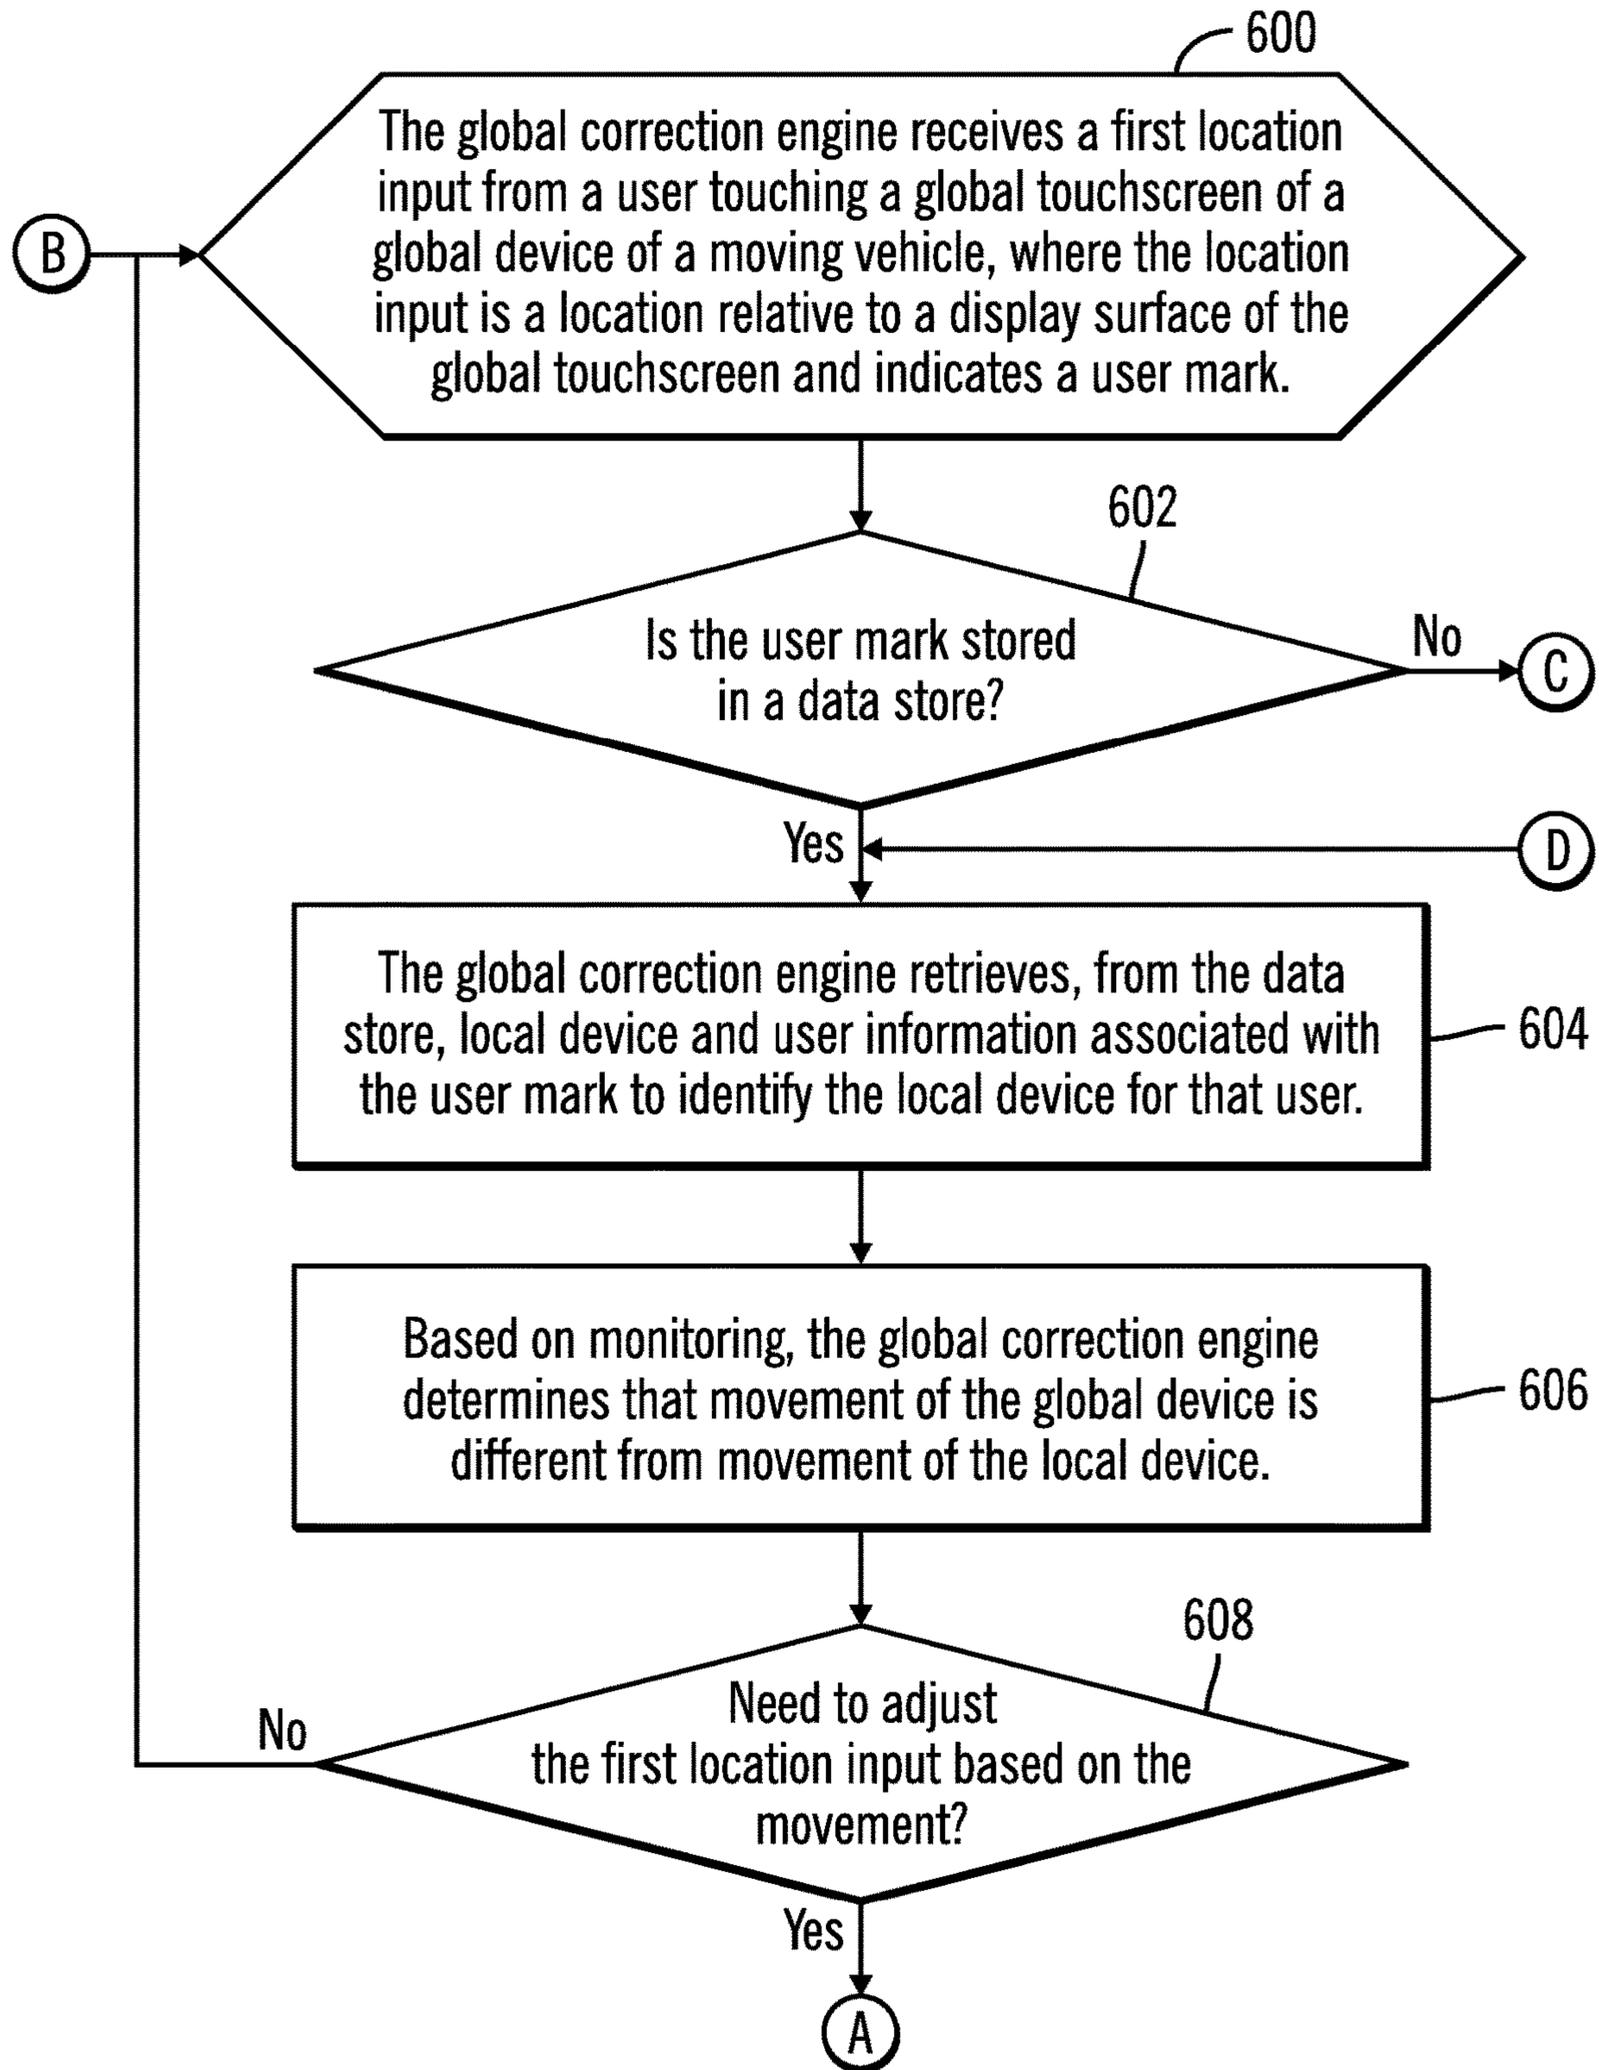 600
The global correction engine receives a first location
input from a user touching a global touchscreen of a
global device of a moving vehicle, where the location
input is a location relative to a display surface of the
global touchscreen and indicates a user mark.
B
602
Is the user mark stored
in a data store?
No
C
Yes
D
The global correction engine retrieves, from the data
store, local device and user information associated with
the user mark to identify the local device for that user.
604
Based on monitoring, the global correction engine
determines that movement of the global device is
different from movement of the local device.
606
608
Need to adjust
the first location input based on the
movement?
No
Yes
A